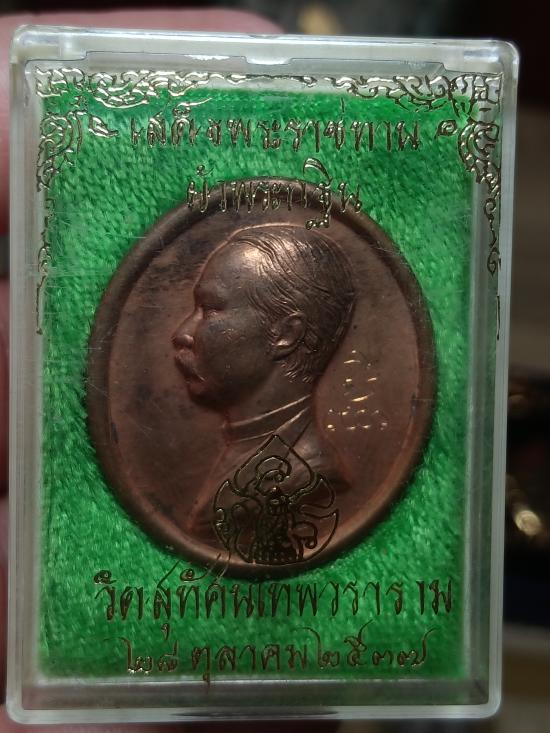 เสด็จพระราชทาน
ผ้าพระกฐิน
วัดสุทัศนเทพวราราม
๒๗ ตุลาคม ๒๕๓๗